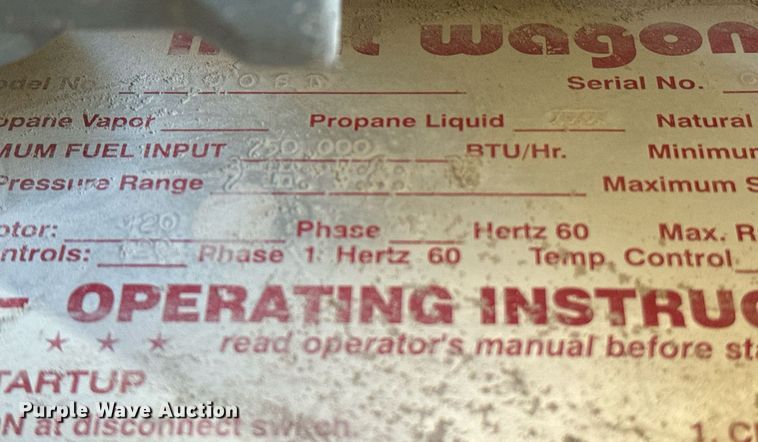 wagon
odel No. Serial No.
opane Vapor Propane Liquid Natural
MUM FUEL INPUT 250,000 BTU/Hr. Minimum
Pressure Range Maximum S
otor: Phase Hertz 60 Max. R
ntrols: Phase 1 Hertz 60 Temp. Control
- OPERATING INSTRUC
★ ★ ★ read operator's manual before sta
TARTUP
Purple Wave Auction
N at disconnect switch. 1. C